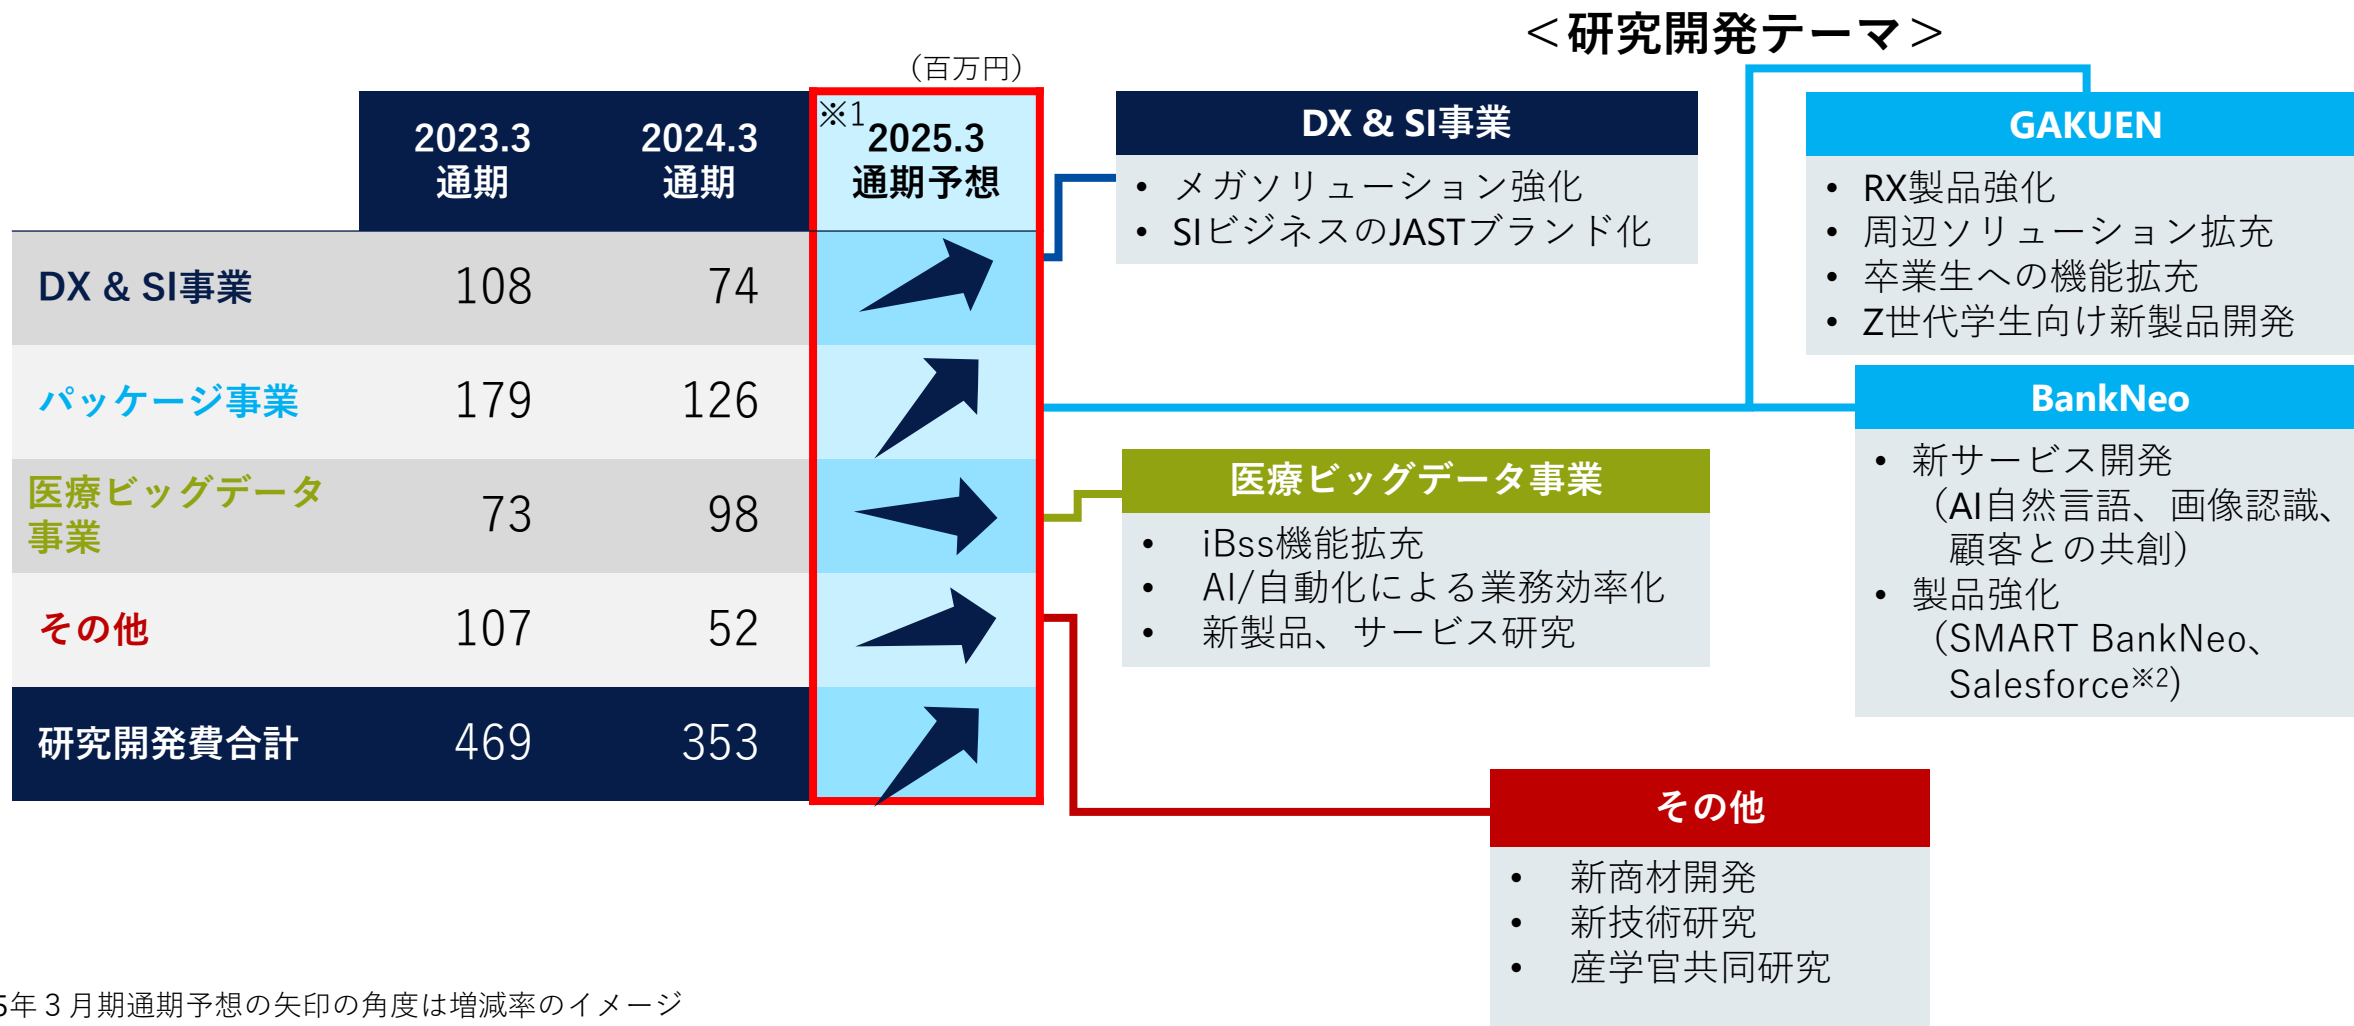 ＜研究開発テーマ＞
（百万円）
2023.3
通期
2024.3
通期
※1
2025.3
通期予想
DX & SI事業
108
74
パッケージ事業
179
126
医療ビッグデータ
事業
73
98
その他
107
52
研究開発費合計
469
353
DX & SI事業
• メガソリューション強化
• SIビジネスのJASTブランド化
GAKUEN
• RX製品強化
• 周辺ソリューション拡充
• 卒業生への機能拡充
• Z世代学生向け新製品開発
BankNeo
• 新サービス開発
（AI自然言語、画像認識、
顧客との共創）
• 製品強化
（SMART BankNeo、
Salesforce※2）
医療ビッグデータ事業
• iBss機能拡充
• AI/自動化による業務効率化
• 新製品、サービス研究
その他
• 新商材開発
• 新技術研究
• 産学官共同研究
5年３月期通期予想の矢印の角度は増減率のイメージ